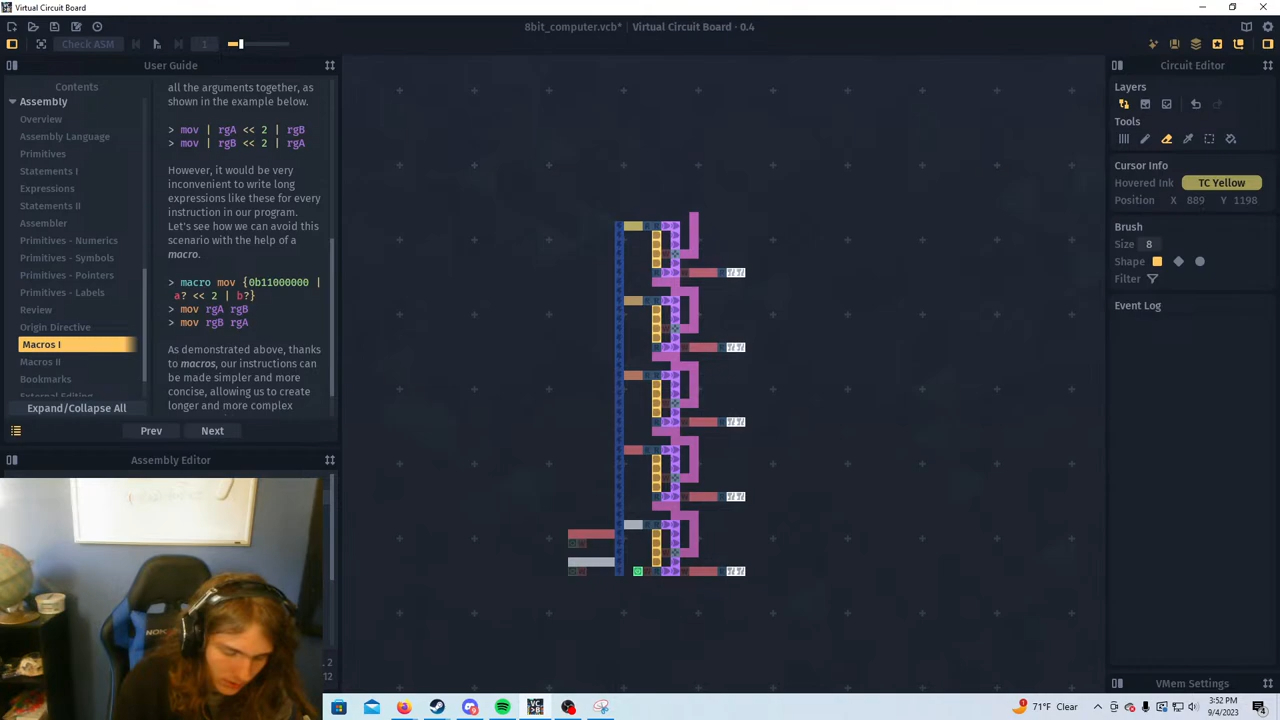 Virtual Circuit Board
8bit_computer.vcb* | Virtual Circuit Board - 0.4
Check ASM
1
User Guide
Contents
Assembly
Overview
Assembly Language
Primitives
Statements I
Expressions
Statements II
Assembler
Primitives - Numerics
Primitives - Symbols
Primitives - Pointers
Primitives - Labels
Review
Origin Directive
Macros I
Macros II
Bookmarks
External Editing
Expand/Collapse All
all the arguments together, as
shown in the example below.
> mov | rgA << 2 | rgB
> mov | rgB << 2 | rgA
However, it would be very
inconvenient to write long
expressions like these for every
instruction in our program.
Let's see how we can avoid this
scenario with the help of a
macro.
> macro mov {0b11000000 |
a? << 2 | b?}
> mov rgA rgB
> mov rgB rgA
As demonstrated above, thanks
to macros, our instructions can
be made simpler and more
concise, allowing us to create
longer and more complex
Prev
Next
Assembly Editor
Circuit Editor
Layers
Tools
Cursor Info
Hovered Ink TC Yellow
Position X 889 Y 1198
Brush
Size 8
Shape
Filter
Event Log
VMem Settings
71°F Clear
3:52 PM
9/4/2023